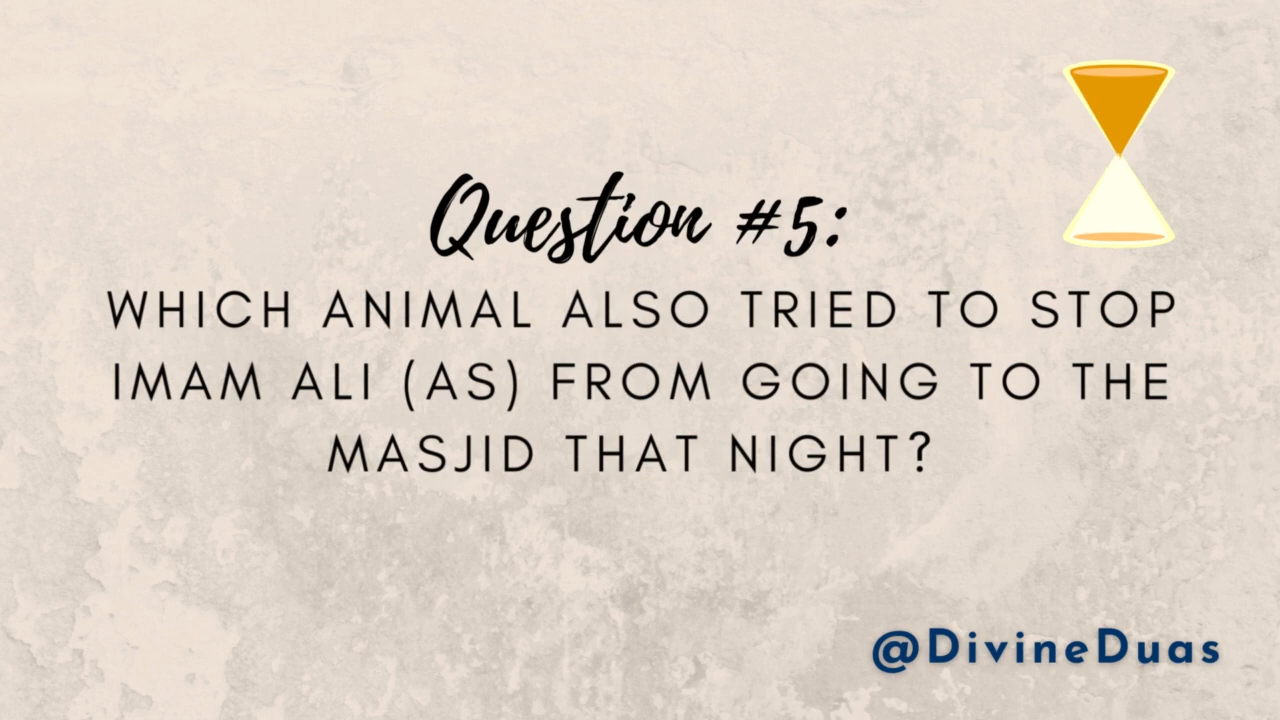 Question #5:
WHICH ANIMAL ALSO TRIED TO STOP
IMAM ALI (AS) FROM GOING TO THE
MASJID THAT NIGHT?
@DivineDuas